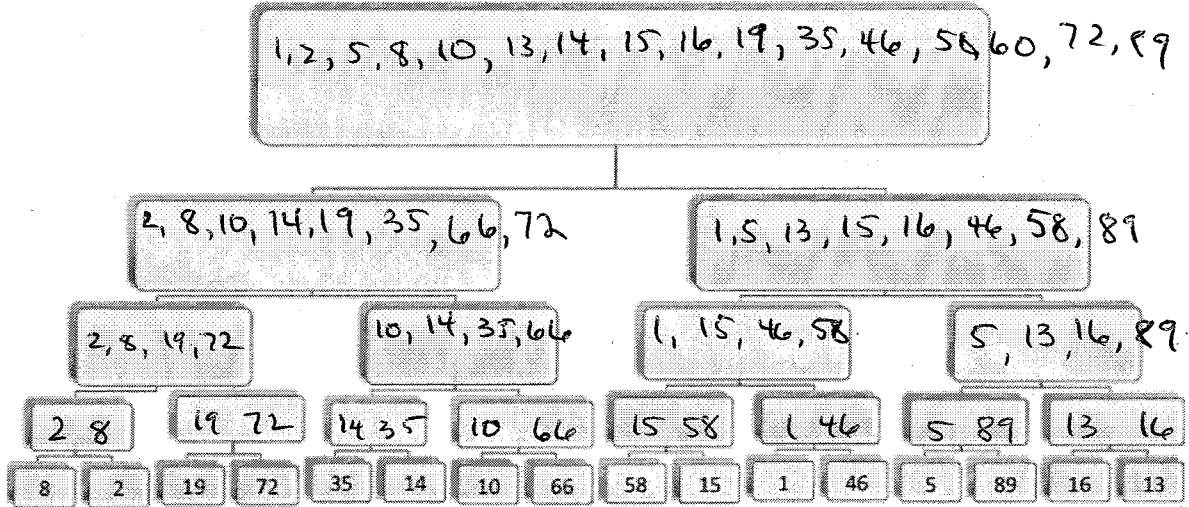 1, 2, 5, 8, 10, 13, 14, 15, 16, 19, 35, 46, 58, 60, 72, 89
2, 8, 10, 14, 19, 35, 66, 72
1, 5, 13, 15, 16, 46, 58, 89
2, 8, 19, 72
10, 14, 35, 66
1, 15, 46, 58
5, 13, 16, 89
2 8
19 72
14 35
10 66
15 58
1 46
5 89
13 16
8 2 19 72 35 14 10 66 58 15 1 46 5 89 16 13